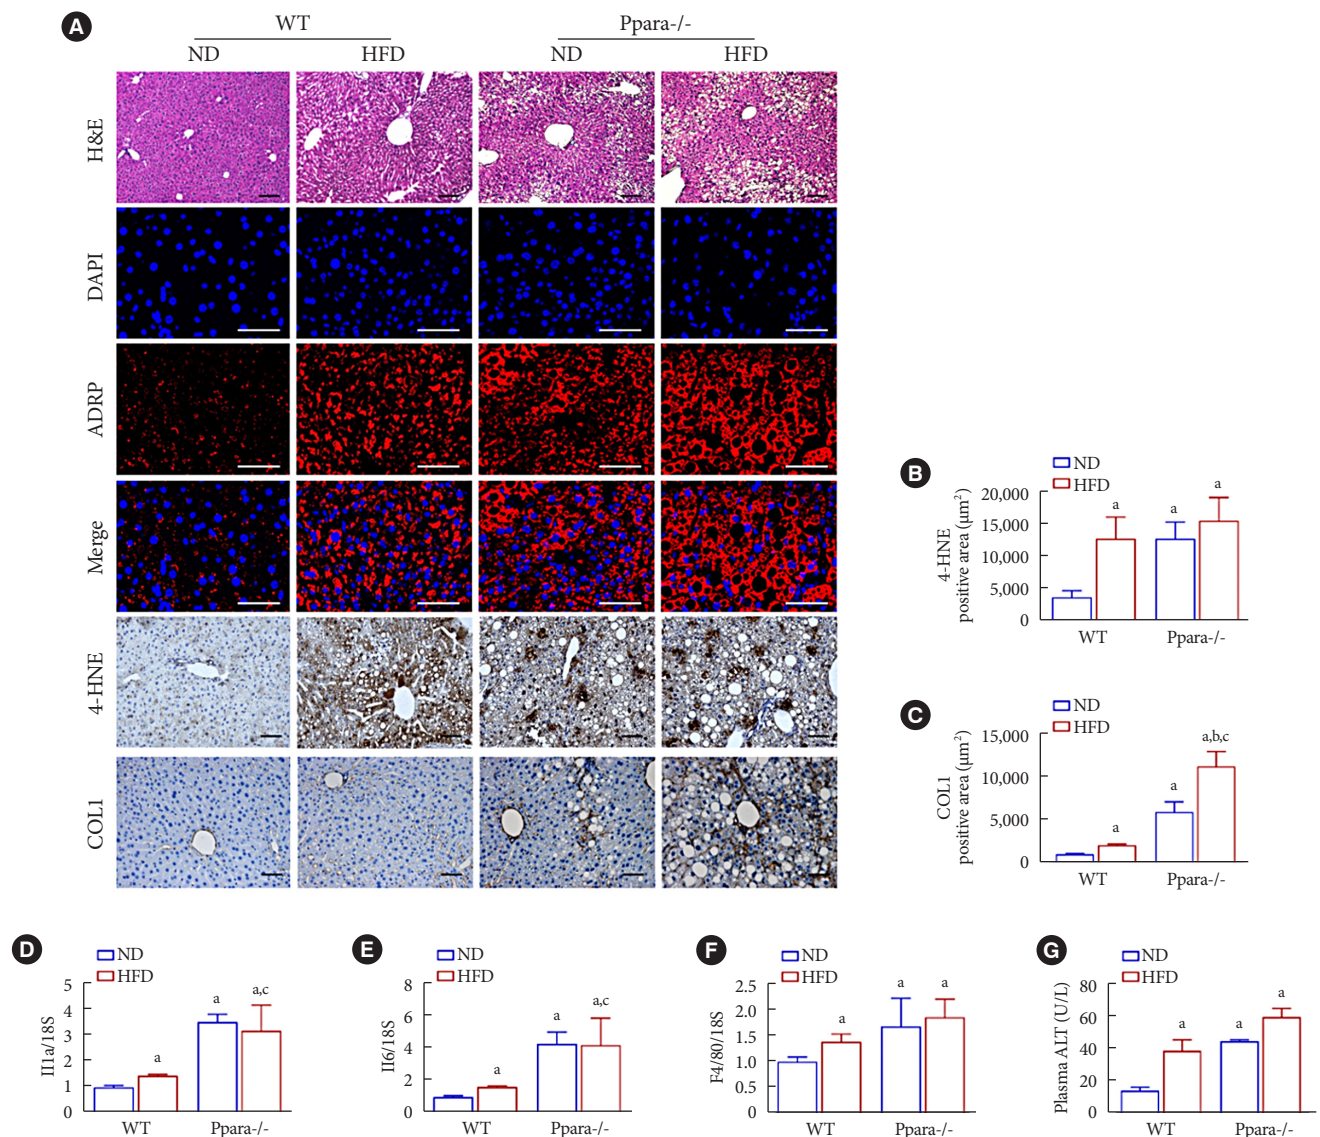 A
WT
Ppara-/-
ND
HFD
ND
HFD
H&E
DAPI
ADRP
Merge
4-HNE
COL1
B
ND
HFD
4-HNE
positive area (μm²)
20,000
15,000
10,000
5,000
0
a
a
a
WT
Ppara-/-
C
ND
HFD
COL1
positive area (μm²)
15,000
10,000
5,000
0
a
a
a,b,c
WT
Ppara-/-
D
ND
HFD
Il1a/18S
5
4
3
2
1
0
a
a
a,c
WT
Ppara-/-
E
ND
HFD
Il6/18S
8
6
4
2
0
a
a
a,c
WT
Ppara-/-
F
ND
HFD
F4/80/18S
2.5
2.0
1.5
1.0
0.5
0
a
a
a
WT
Ppara-/-
G
ND
HFD
Plasma ALT (U/L)
80
60
40
20
0
a
a
a
WT
Ppara-/-